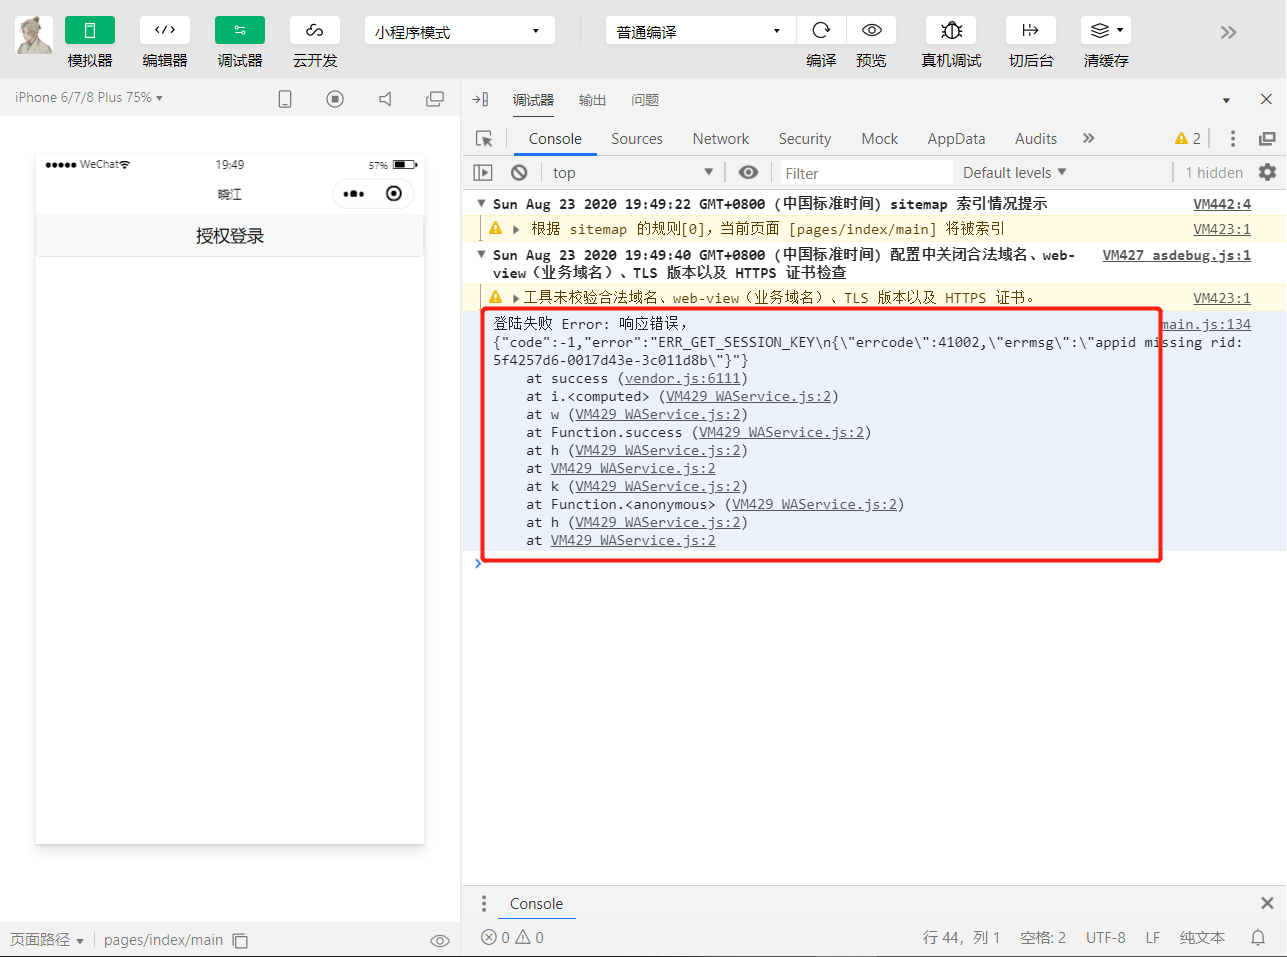 小程序模式
普通编译
模拟器 编辑器 调试器 云开发 编译 预览 真机调试 切后台 清缓存
iPhone 6/7/8 Plus 75%
调试器 输出 问题
Console Sources Network Security Mock AppData Audits 2
top Filter Default levels 1 hidden
WeChat 19:49 57%
晓江
授权登录
Sun Aug 23 2020 19:49:22 GMT+0800 (中国标准时间) sitemap 索引情况提示 VM442:4
根据 sitemap 的规则[0]，当前页面 [pages/index/main] 将被索引 VM423:1
Sun Aug 23 2020 19:49:40 GMT+0800 (中国标准时间) 配置中关闭合法域名、web- VM427 asdebug.js:1
view（业务域名）、TLS 版本以及 HTTPS 证书检查
工具未校验合法域名、web-view（业务域名）、TLS 版本以及 HTTPS 证书。 VM423:1
登陆失败 Error: 响应错误， main.js:134
{"code":-1,"error":"ERR_GET_SESSION_KEY\n{\"errcode\":41002,\"errmsg\":\"appid missing rid:
5f4257d6-0017d43e-3c011d8b\"}"}
at success (vendor.js:6111)
at i.<computed> (VM429 WAService.js:2)
at w (VM429 WAService.js:2)
at Function.success (VM429 WAService.js:2)
at h (VM429 WAService.js:2)
at VM429 WAService.js:2
at k (VM429 WAService.js:2)
at Function.<anonymous> (VM429 WAService.js:2)
at h (VM429 WAService.js:2)
at VM429 WAService.js:2
Console
0 0
页面路径 pages/index/main
行 44，列 1 空格: 2 UTF-8 LF 纯文本